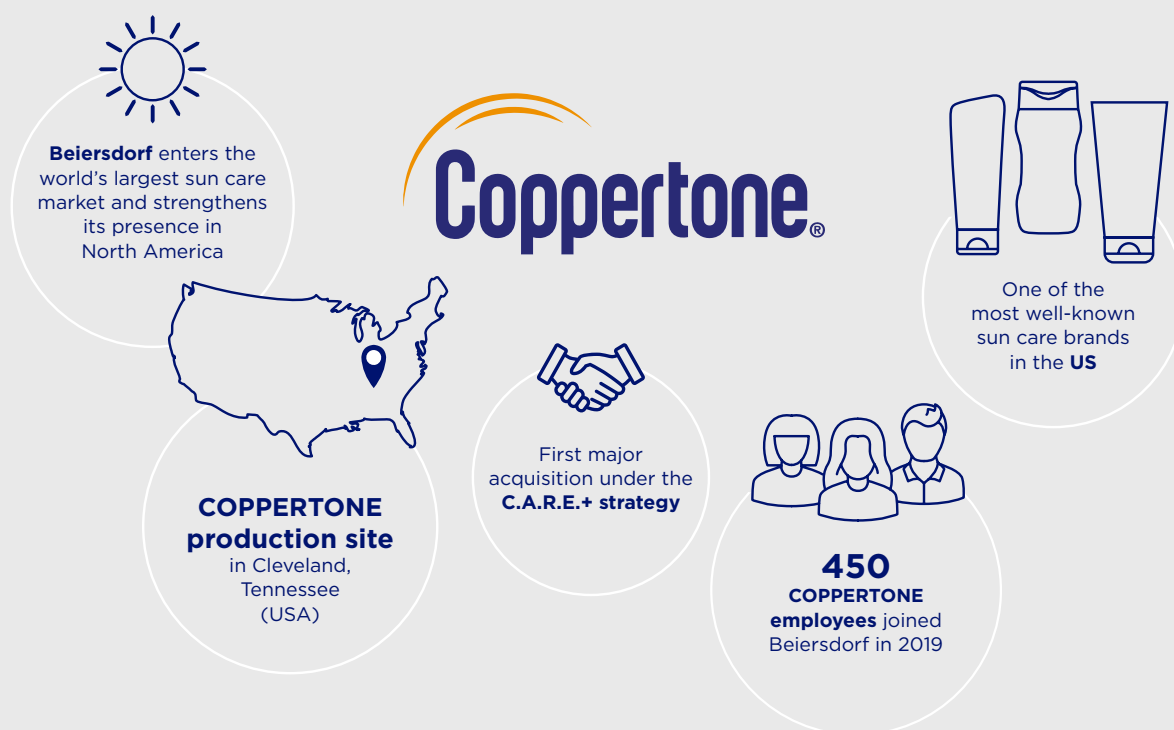 Beiersdorf enters the
world's largest sun care
market and strengthens
its presence in
North America
Coppertone®
One of the
most well-known
sun care brands
in the US
First major
acquisition under the
C.A.R.E.+ strategy
COPPERTONE
production site
in Cleveland,
Tennessee
(USA)
450
COPPERTONE
employees joined
Beiersdorf in 2019